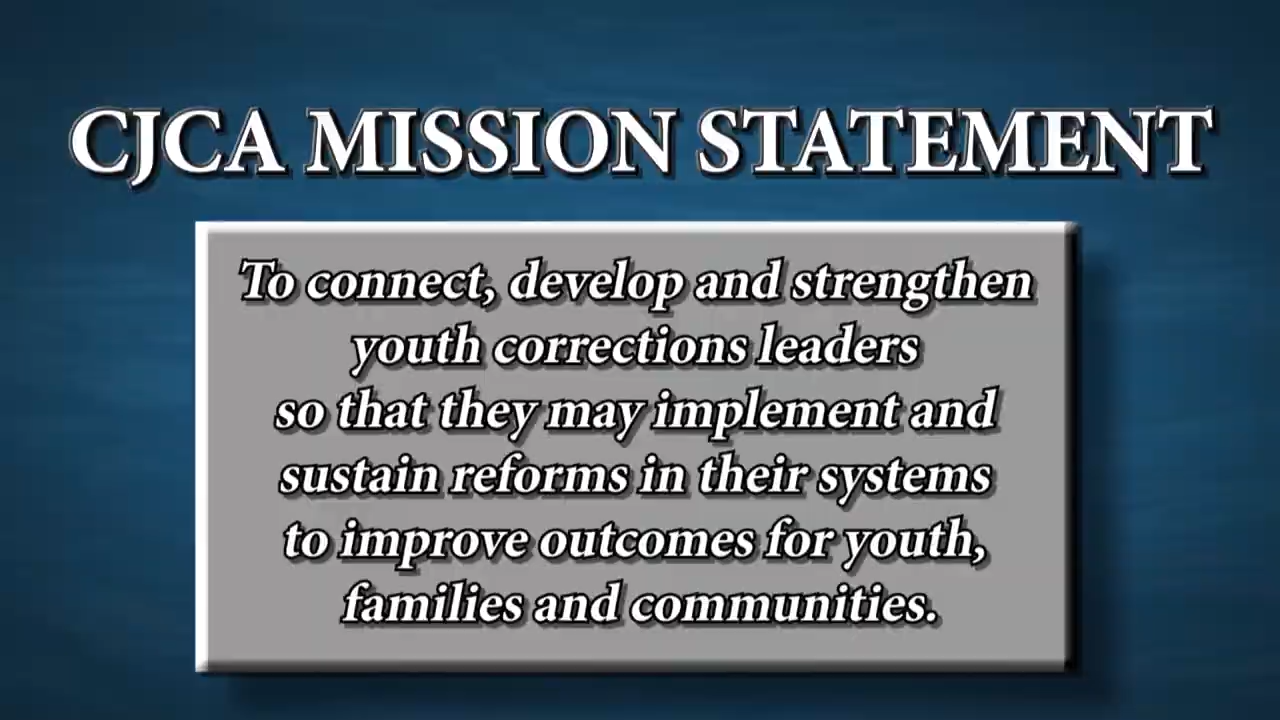 CJCA MISSION STATEMENT
To connect, develop and strengthen
youth corrections leaders
so that they may implement and
sustain reforms in their systems
to improve outcomes for youth,
families and communities.